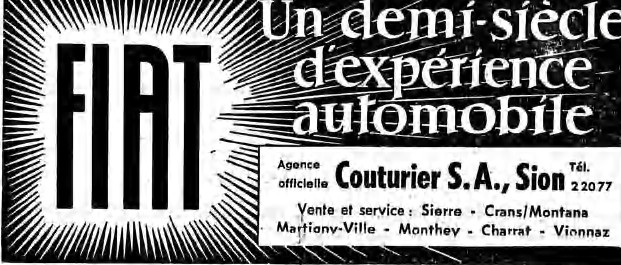 FIAT
Un demi-siècle
d'expérience
automobile
Agence officielle Couturier S.A., Sion Tél. 22077
Vente et service : Sierre - Crans/Montana
Martigny-Ville - Monthey - Charrat - Vionnaz